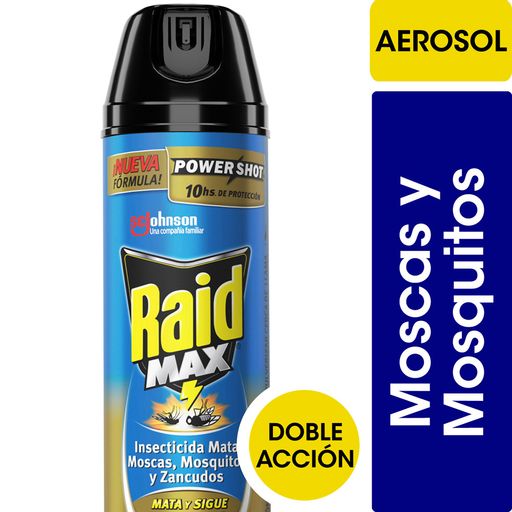 AEROSOL
Moscas y
Mosquitos
¡NUEVA
FÓRMULA!
POWER SHOT
10hs. DE PROTECCIÓN
SC Johnson
Una compañía familiar
Raid
MAX
Insecticida Mata
Moscas, Mosquito
y Zancudos
MATA Y SIGUE
DOBLE
ACCIÓN